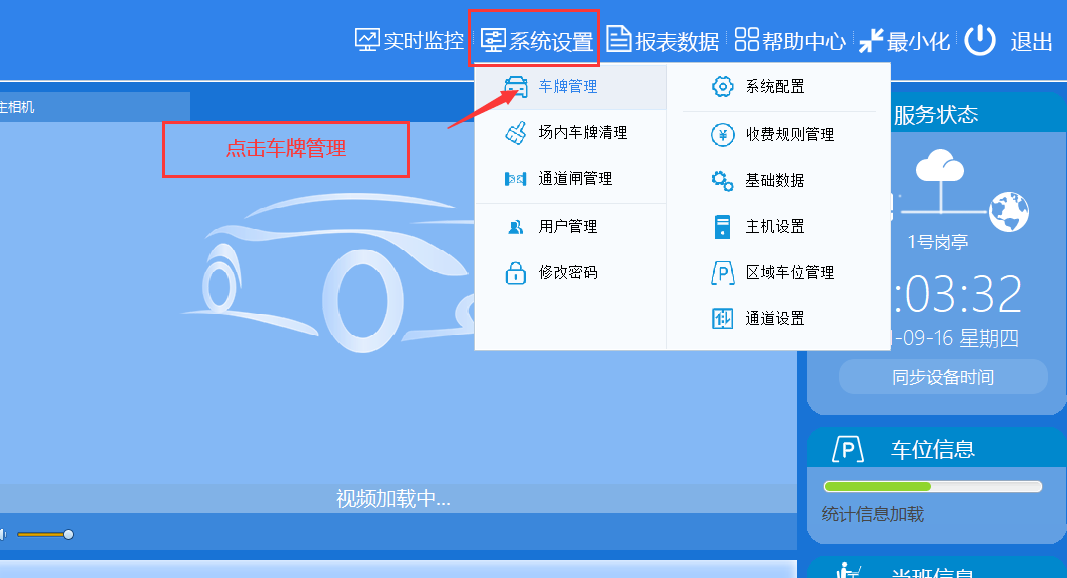 实时监控
系统设置
报表数据
帮助中心
最小化
退出
主相机
点击车牌管理
车牌管理
场内车牌清理
通道闸管理
用户管理
修改密码
系统配置
收费规则管理
基础数据
主机设置
区域车位管理
通道设置
服务状态
1号岗亭
:03:32
-09-16 星期四
同步设备时间
P 车位信息
统计信息加载
视频加载中...
当班信息